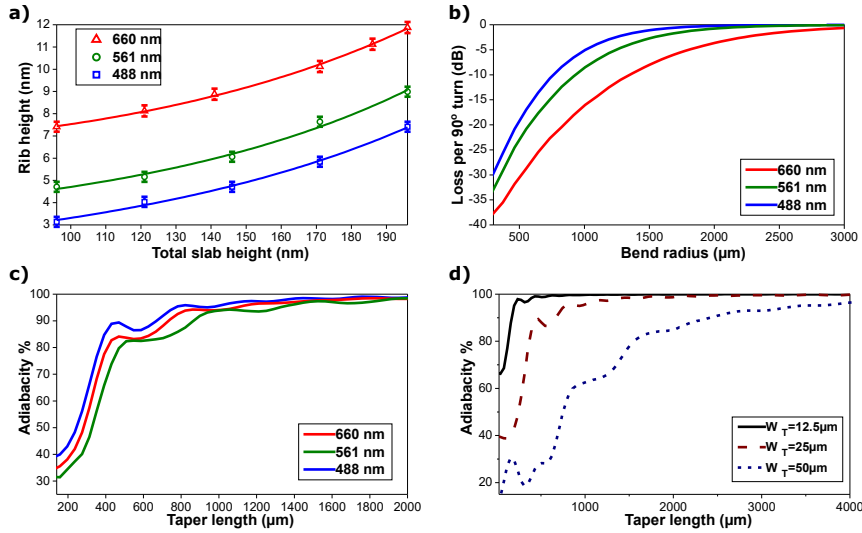 a)
Rib height (nm)
12
11
10
9
8
7
6
5
4
3
660 nm
561 nm
488 nm
100 110 120 130 140 150 160 170 180 190
Total slab height (nm)
b)
Loss per 90º turn (dB)
0
-5
-10
-15
-20
-25
-30
-35
-40
660 nm
561 nm
488 nm
500 1000 1500 2000 2500 3000
Bend radius (µm)
c)
Adiabacity %
100
90
80
70
60
50
40
30
660 nm
561 nm
488 nm
200 400 600 800 1000 1200 1400 1600 1800 2000
Taper length (µm)
d)
Adiabacity %
100
80
60
40
20
W T=12.5µm
W T=25µm
W T=50µm
1000 2000 3000 4000
Taper length (µm)